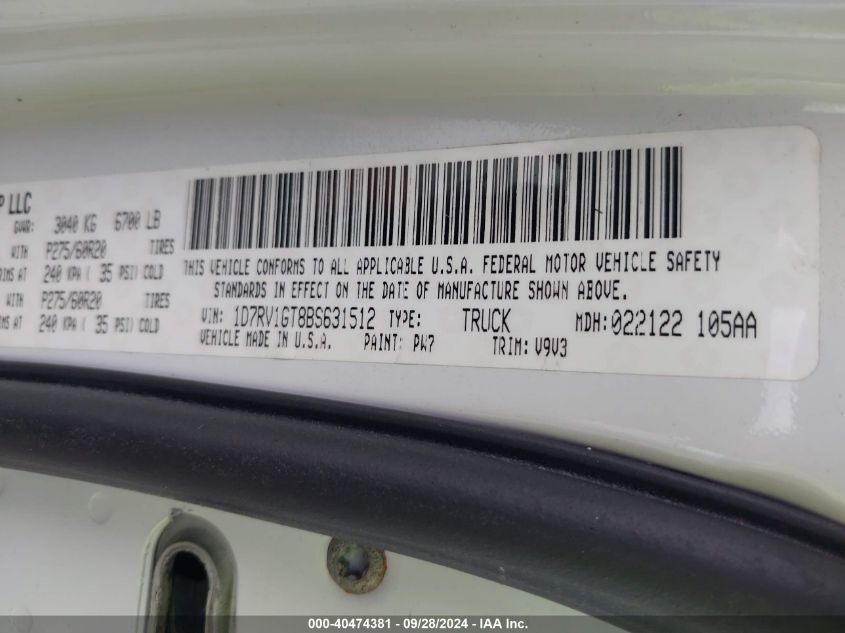 P LLC
GVWR: 3040 KG 6700 LB
WITH P275/60R20 TIRES
RIMS AT 240 KPA ( 35 PSI) COLD
WITH P275/60R20 TIRES
RIMS AT 240 KPA ( 35 PSI) COLD
THIS VEHICLE CONFORMS TO ALL APPLICABLE U.S.A. FEDERAL MOTOR VEHICLE SAFETY
STANDARDS IN EFFECT ON THE DATE OF MANUFACTURE SHOWN ABOVE.
VIN: 1D7RV1GT8BS631512 TYPE: TRUCK MDH: 022122 105AA
VEHICLE MADE IN U.S.A. PAINT: PW7 TRIM: V9V3
000-40474381 - 09/28/2024 - IAA Inc.